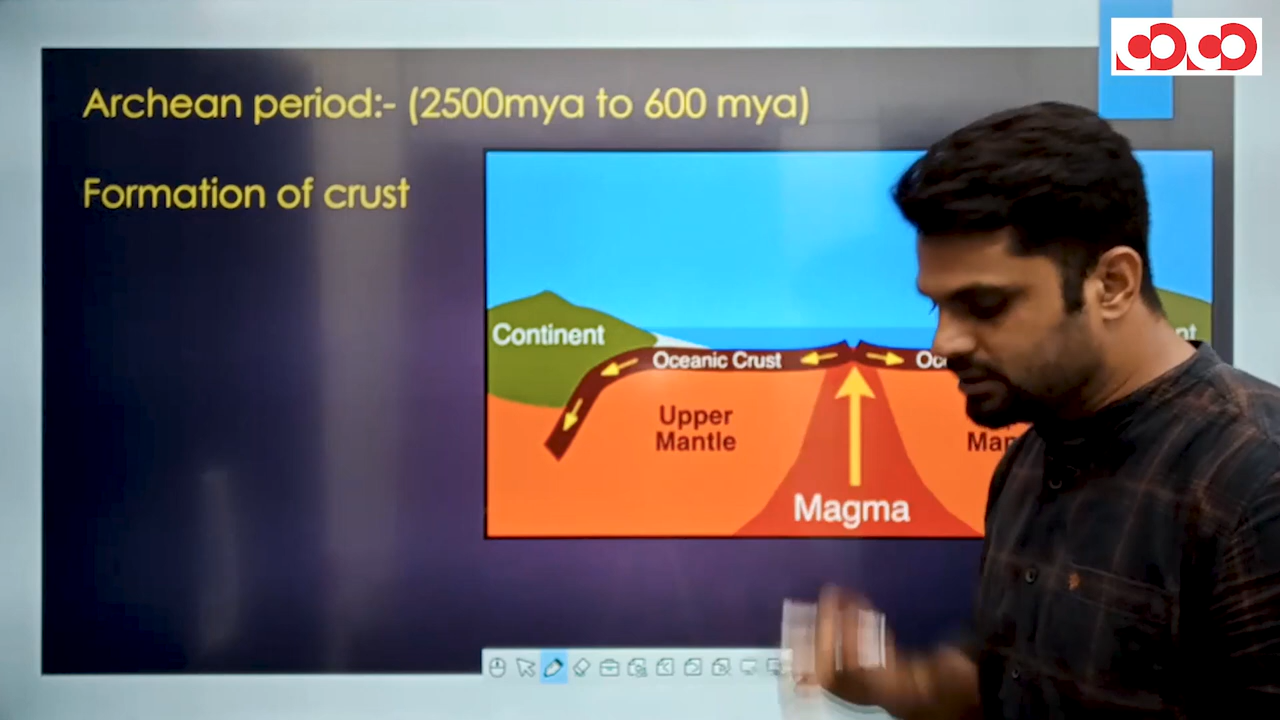 Archean period:- (2500mya to 600 mya)
Formation of crust
Continent
Oceanic Crust
Upper
Mantle
Magma